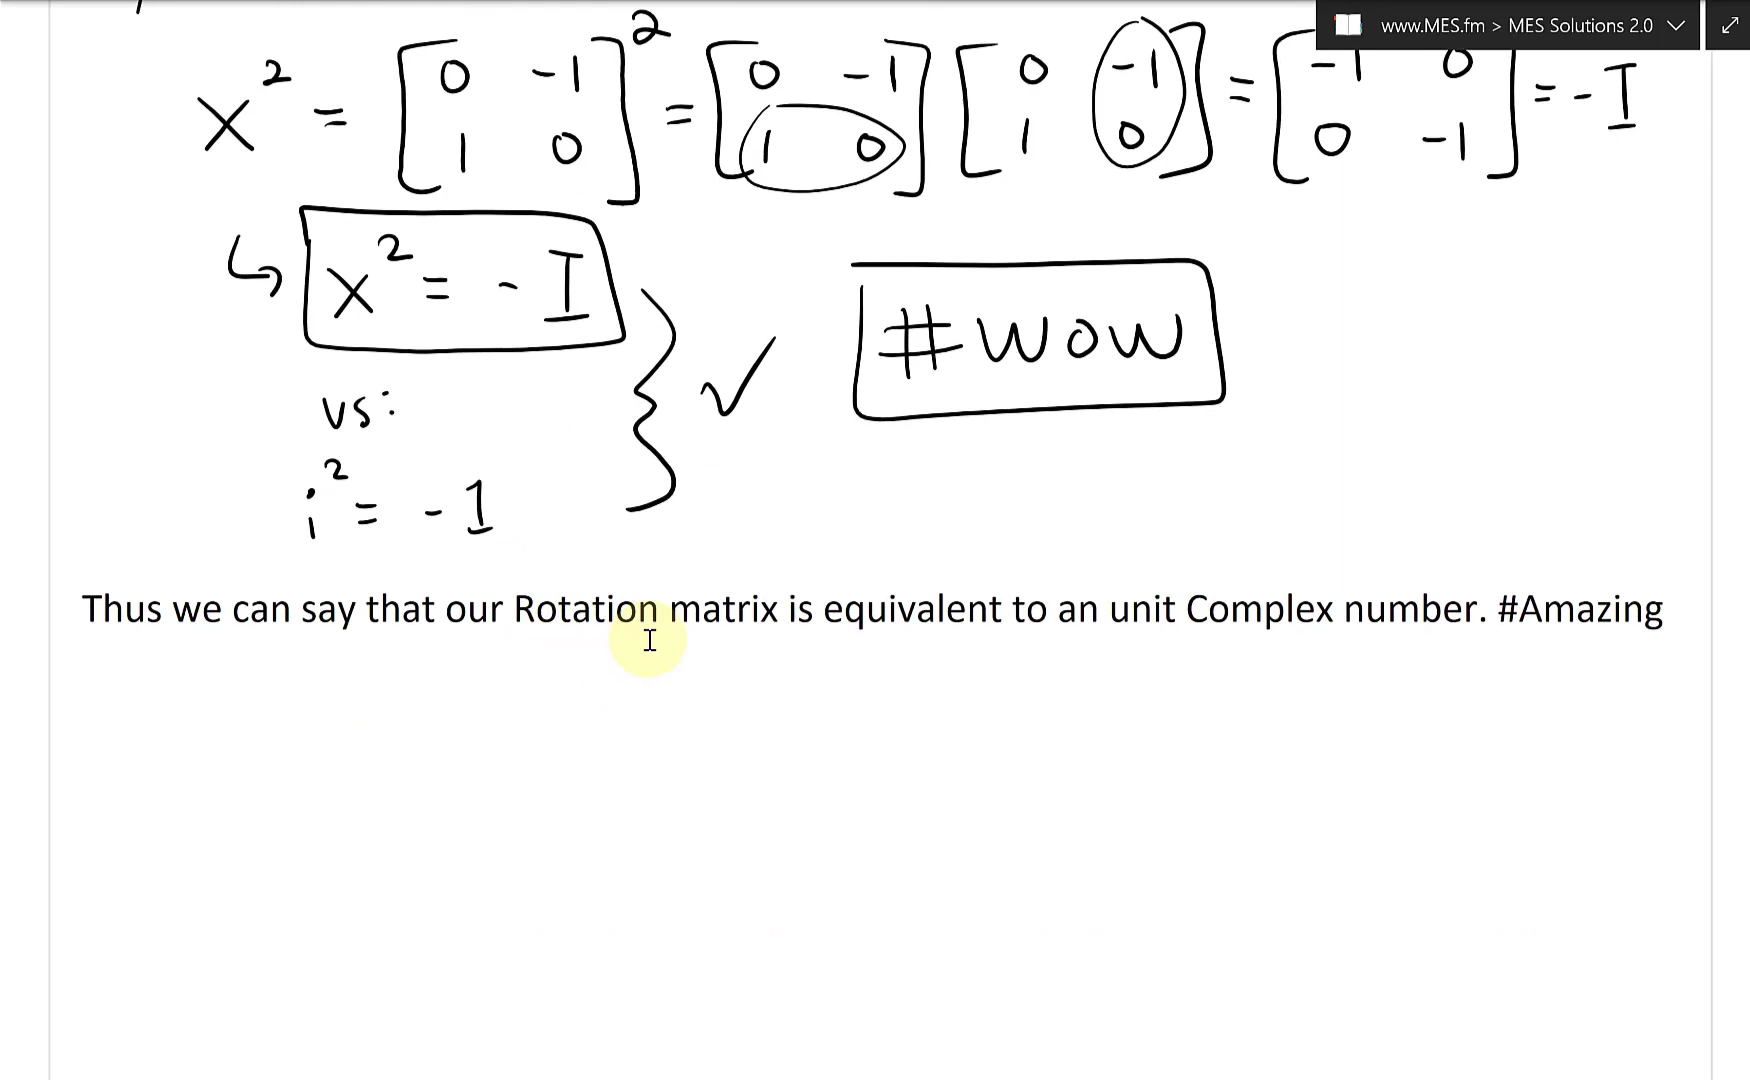 www.MES.fm > MES Solutions 2.0
x² = [0 -1; 1 0]² = [0 -1; 1 0] [0 -1; 1 0] = [-1 0; 0 -1] = - I
x² = - I
#WOW
vs:
i² = - 1
Thus we can say that our Rotation matrix is equivalent to an unit Complex number. #Amazing